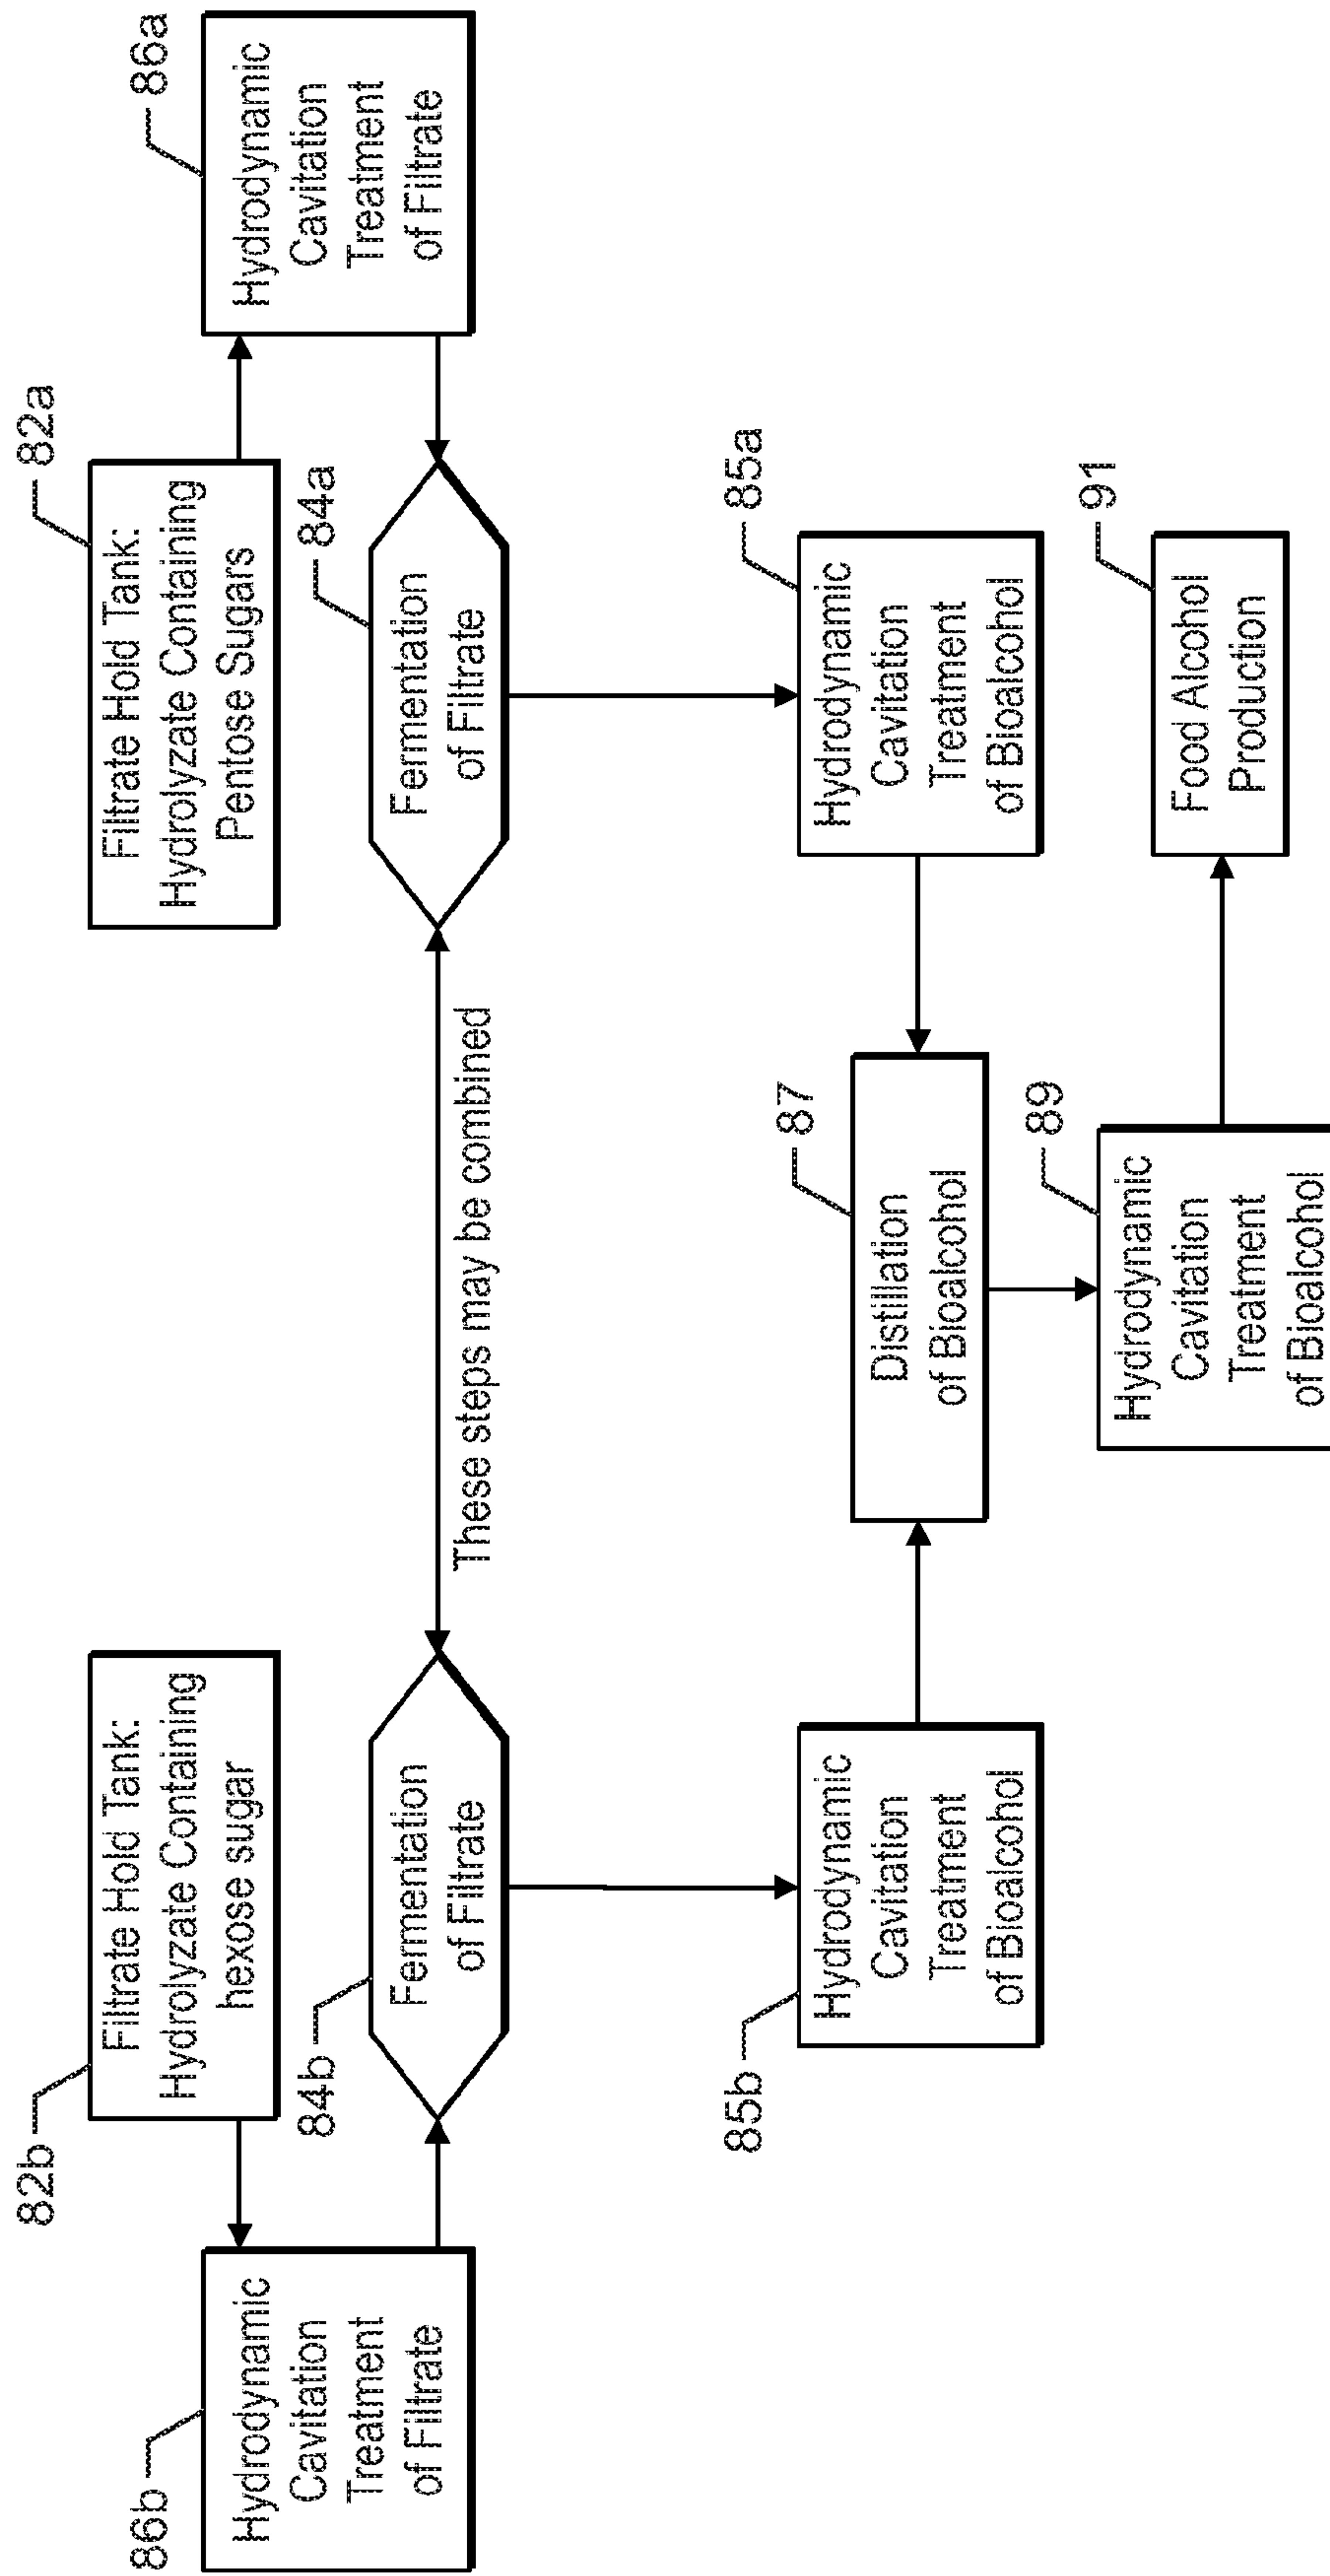 82b
Filtrate Hold Tank:
Hydrolyzate Containing
hexose sugar
82a
Filtrate Hold Tank:
Hydrolyzate Containing
Pentose Sugars
86b
Hydrodynamic
Cavitation
Treatment
of Filtrate
86a
Hydrodynamic
Cavitation
Treatment
of Filtrate
84b
Fermentation
of Filtrate
These steps may be combined
84a
Fermentation
of Filtrate
85b
Hydrodynamic
Cavitation
Treatment
of Bioalcohol
87
Distillation
of Bioalcohol
85a
Hydrodynamic
Cavitation
Treatment
of Bioalcohol
89
Hydrodynamic
Cavitation
Treatment
of Bioalcohol
91
Food Alcohol
Production